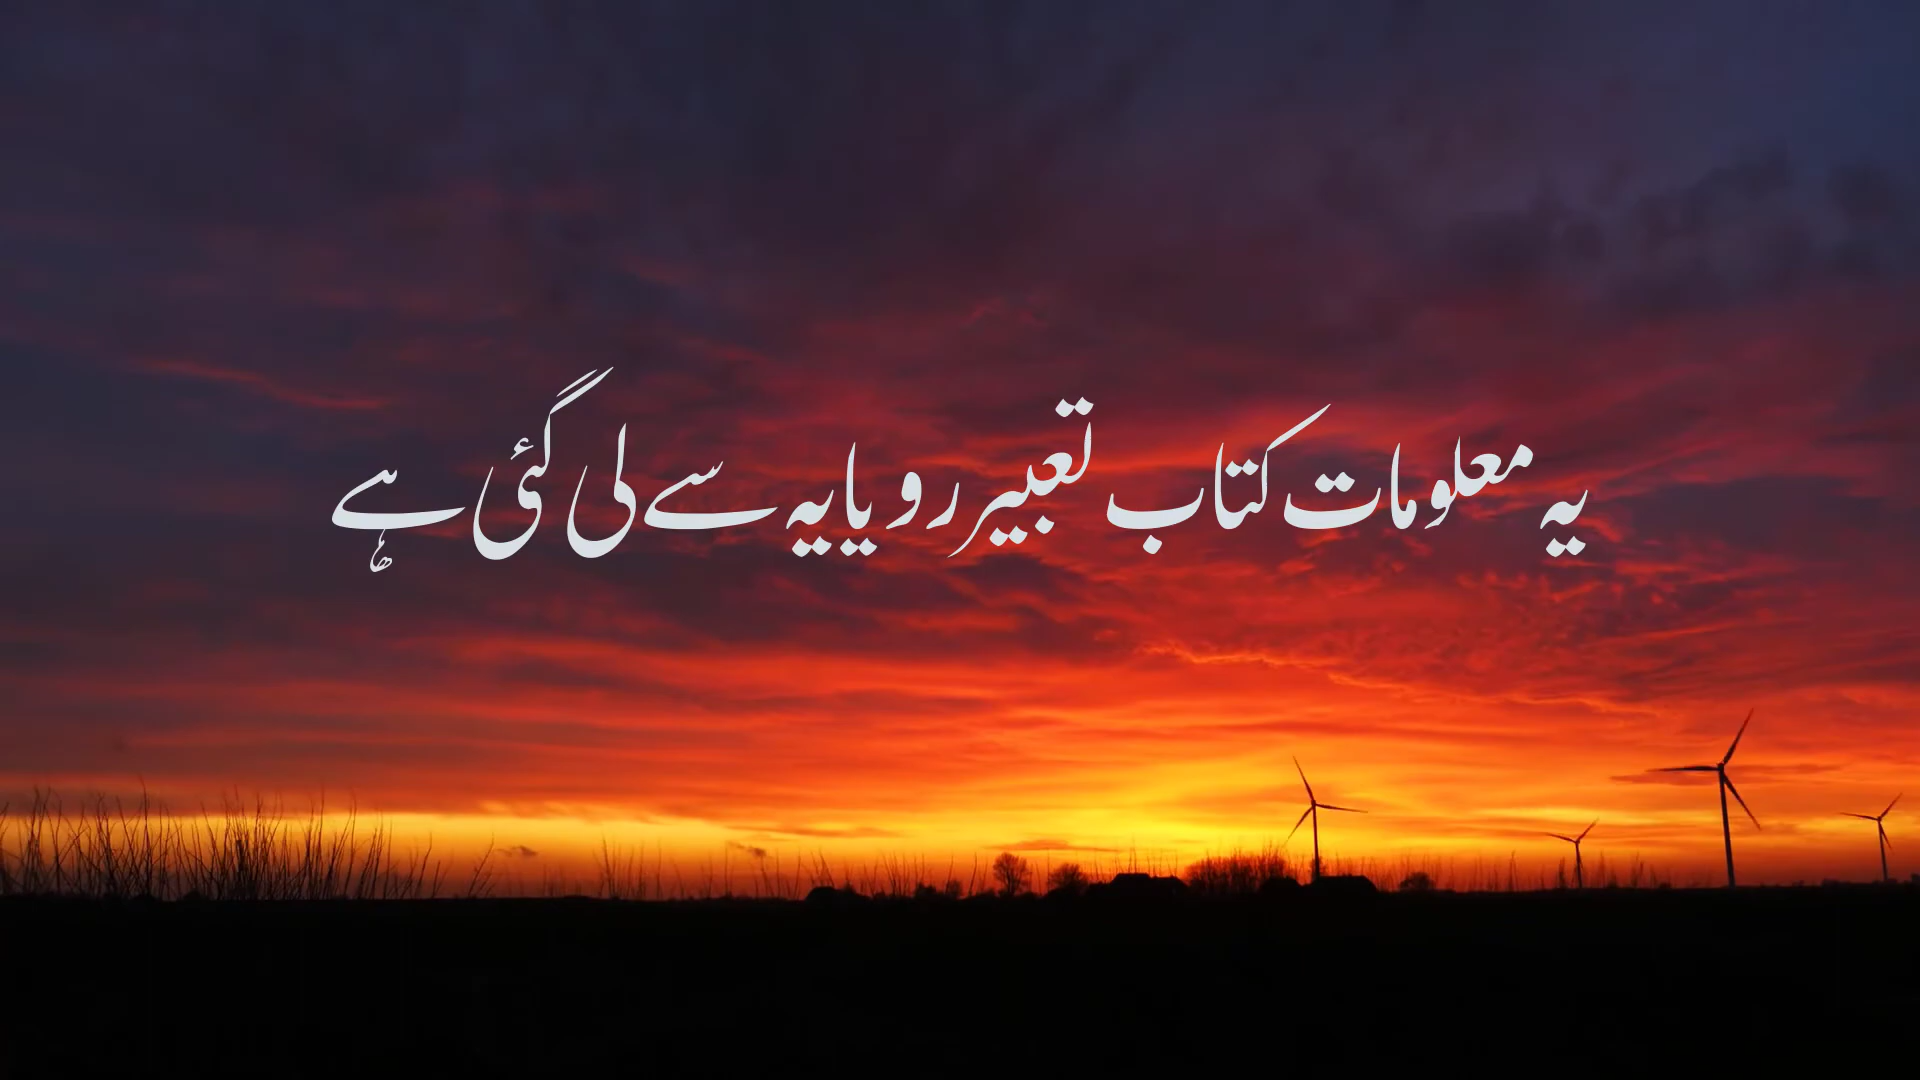 یہ معلومات کتاب تعبیر رویایہ سے لی گئی ہے